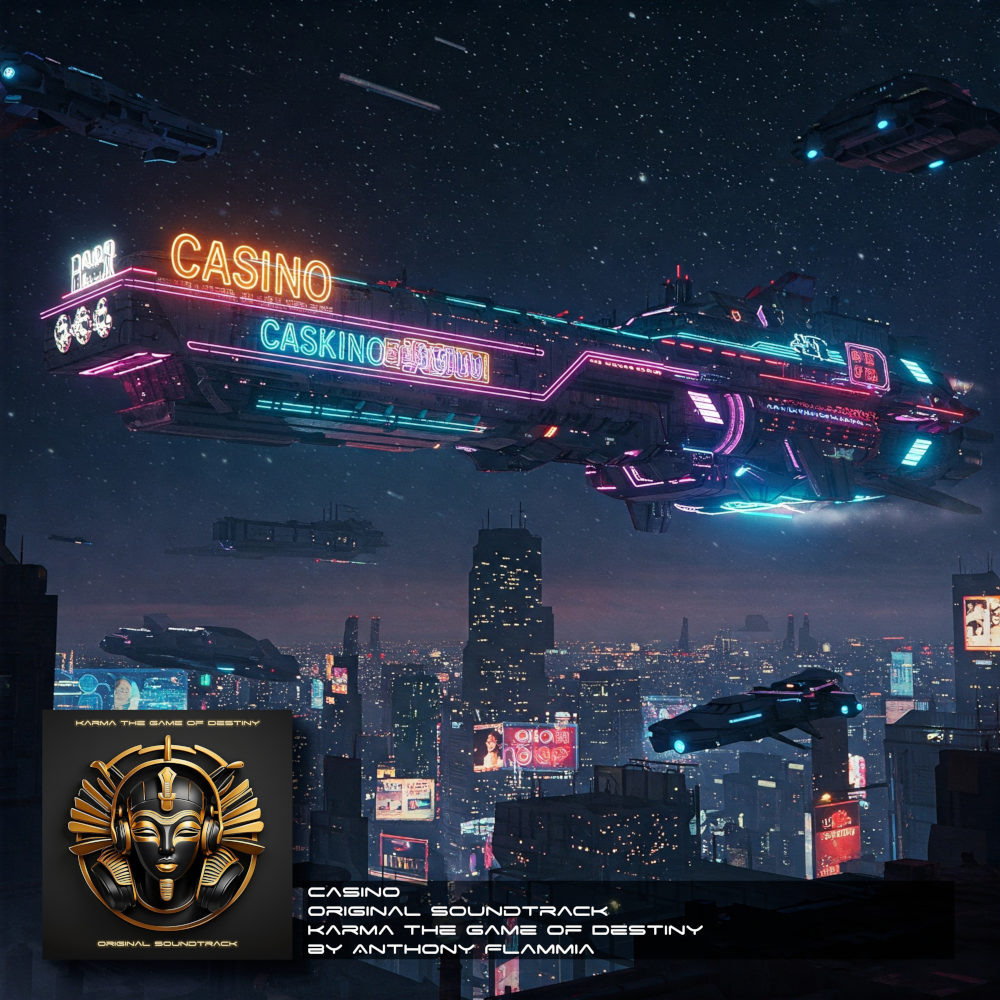 CASINO
CASKINO
KARMA THE GAME OF DESTINY
ORIGINAL SOUNDTRACK
CASINO
ORIGINAL SOUNDTRACK
KARMA THE GAME OF DESTINY
BY ANTHONY FLAMMIA